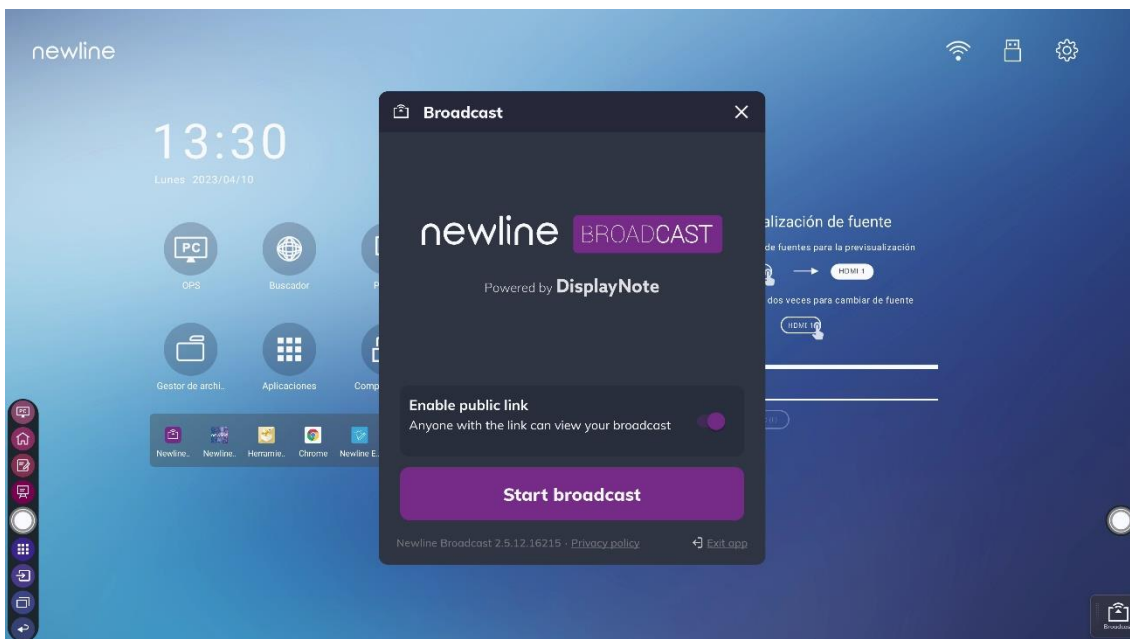 newline
13:30
Lunes 2023/04/10
OPS
Buscador
Gestor de archi..
Aplicaciones
Comp
Newline..
Newline..
Herramie..
Chrome
Newline E..
Broadcast
newline BROADCAST
Powered by DisplayNote
Enable public link
Anyone with the link can view your broadcast
Start broadcast
Newline Broadcast 2.5.12.16215 - Privacy policy
Exit app
alización de fuente
de fuentes para la previsualización
HDMI 1
dos veces para cambiar de fuente
PC
PC